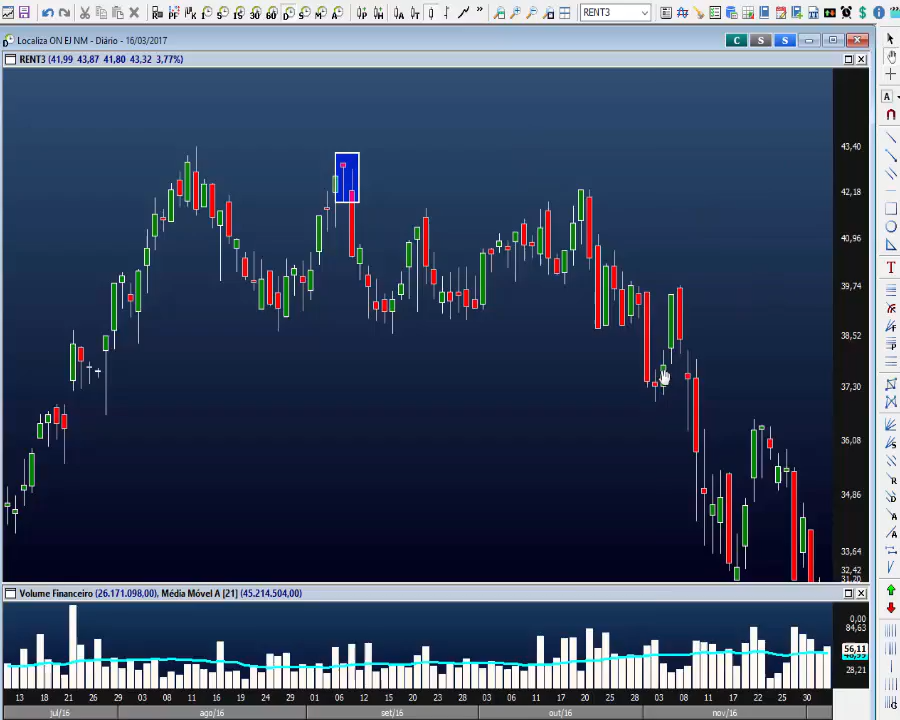 RENT3
Localiza ON EJ NM - Diário - 16/03/2017
C S S
RENT3 (41,99 43,87 41,80 43,32 3,77%)
43,40
42,18
40,96
39,74
38,52
37,30
36,08
34,86
33,64
32,42
31,20
Volume Financeiro (26.171.098,00), Média Móvel A [21] (45.214.504,00)
0,00
84,63
56,11
28,21
13 18 21 26 29 03 08 11 16 19 24 29 01 06 12 15 20 23 28 03 06 11 17 20 25 28 03 08 11 17 22 25 30
jul/16 ago/16 set/16 out/16 nov/16